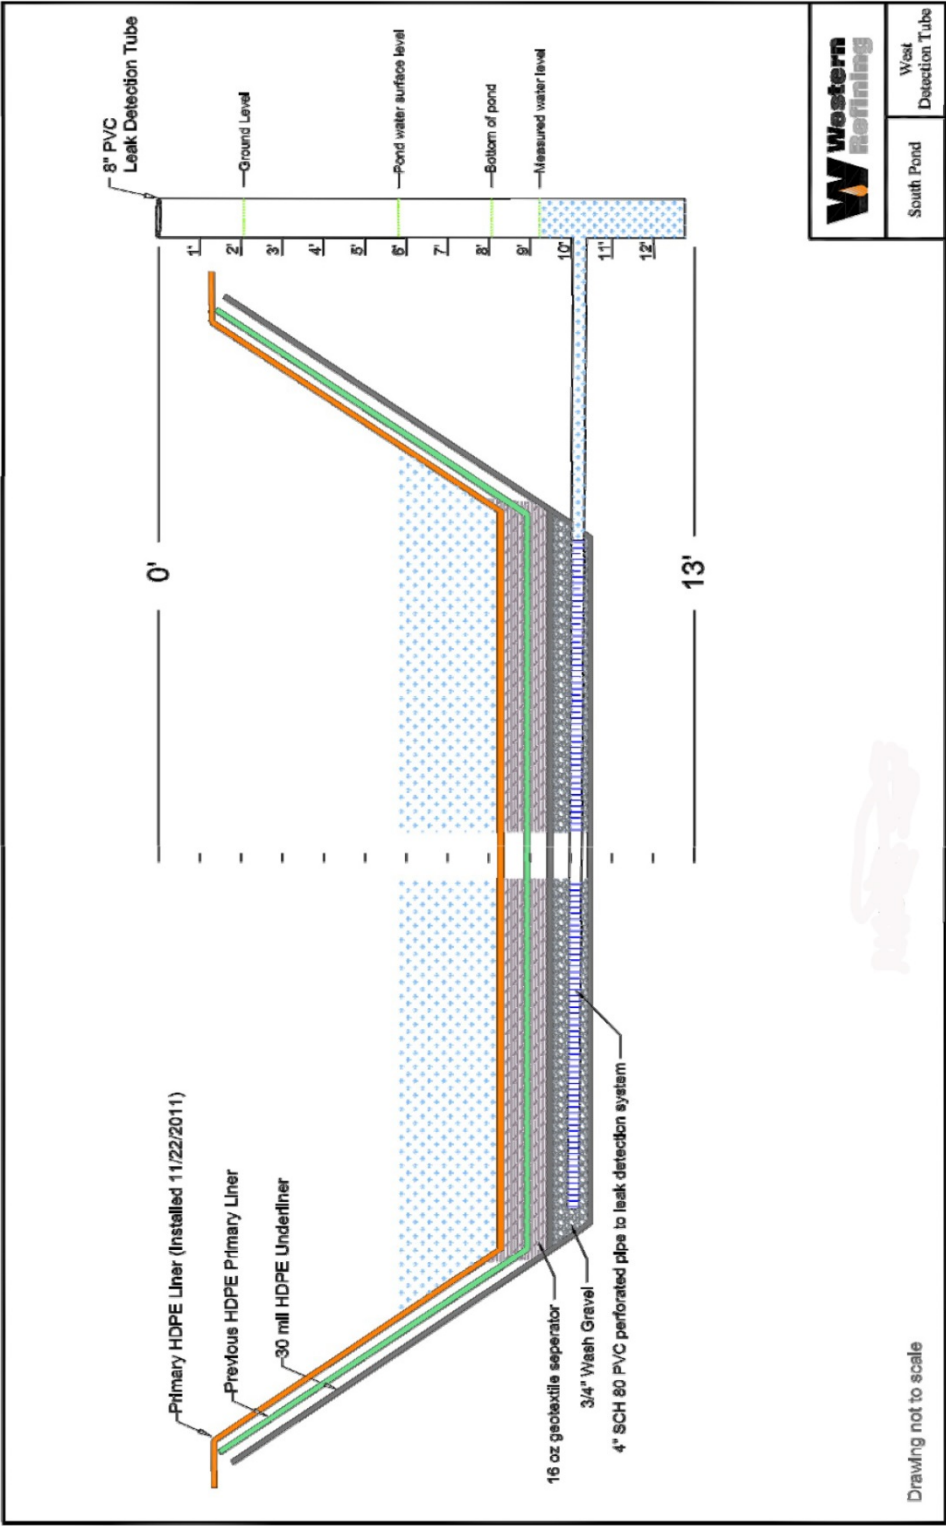 8" PVC
Leak Detection Tube
Ground Level
Pond water surface level
Bottom of pond
Measured water level
0'
1'
2'
3'
4'
5'
6'
7'
8'
9'
10'
11'
12'
13'
Primary HDPE Liner (Installed 11/22/2011)
Previous HDPE Primary Liner
30 mil HDPE Underliner
16 oz geotextile seperator
3/4" Wash Gravel
4" SCH 80 PVC perforated pipe to leak detection system
Drawing not to scale
W Western
Refining
South Pond
West
Detection Tube